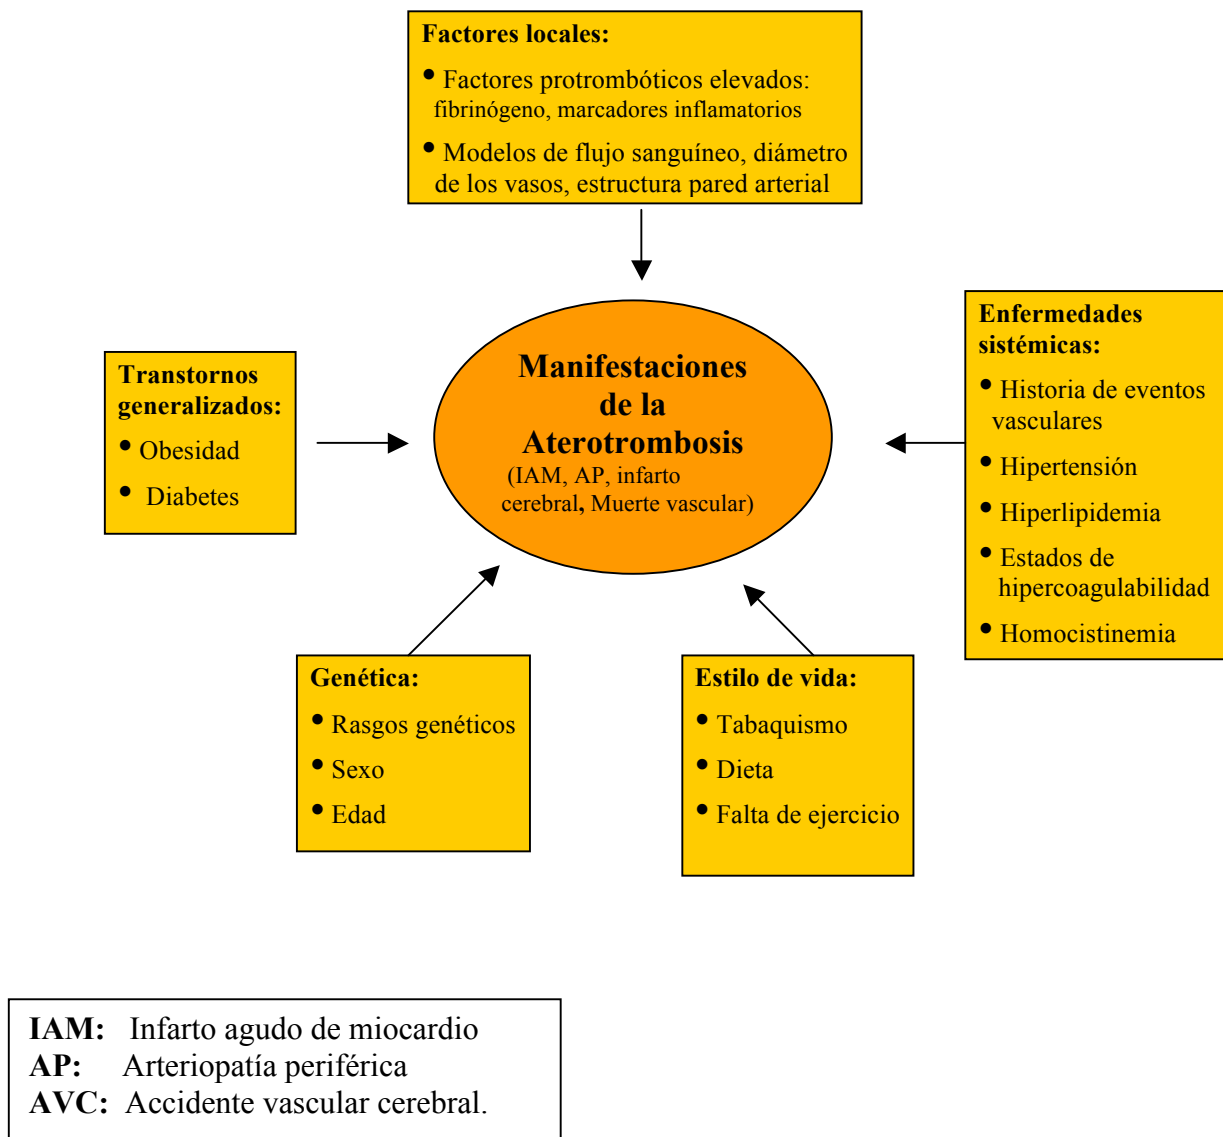 Factores locales:
• Factores protrombóticos elevados:
fibrinógeno, marcadores inflamatorios
• Modelos de flujo sanguíneo, diámetro
de los vasos, estructura pared arterial
Transtornos
generalizados:
• Obesidad
• Diabetes
Manifestaciones
de la
Aterotrombosis
(IAM, AP, infarto
cerebral, Muerte vascular)
Enfermedades
sistémicas:
• Historia de eventos
vasculares
• Hipertensión
• Hiperlipidemia
• Estados de
hipercoagulabilidad
• Homocistinemia
Genética:
• Rasgos genéticos
• Sexo
• Edad
Estilo de vida:
• Tabaquismo
• Dieta
• Falta de ejercicio
IAM: Infarto agudo de miocardio
AP: Arteriopatía periférica
AVC: Accidente vascular cerebral.